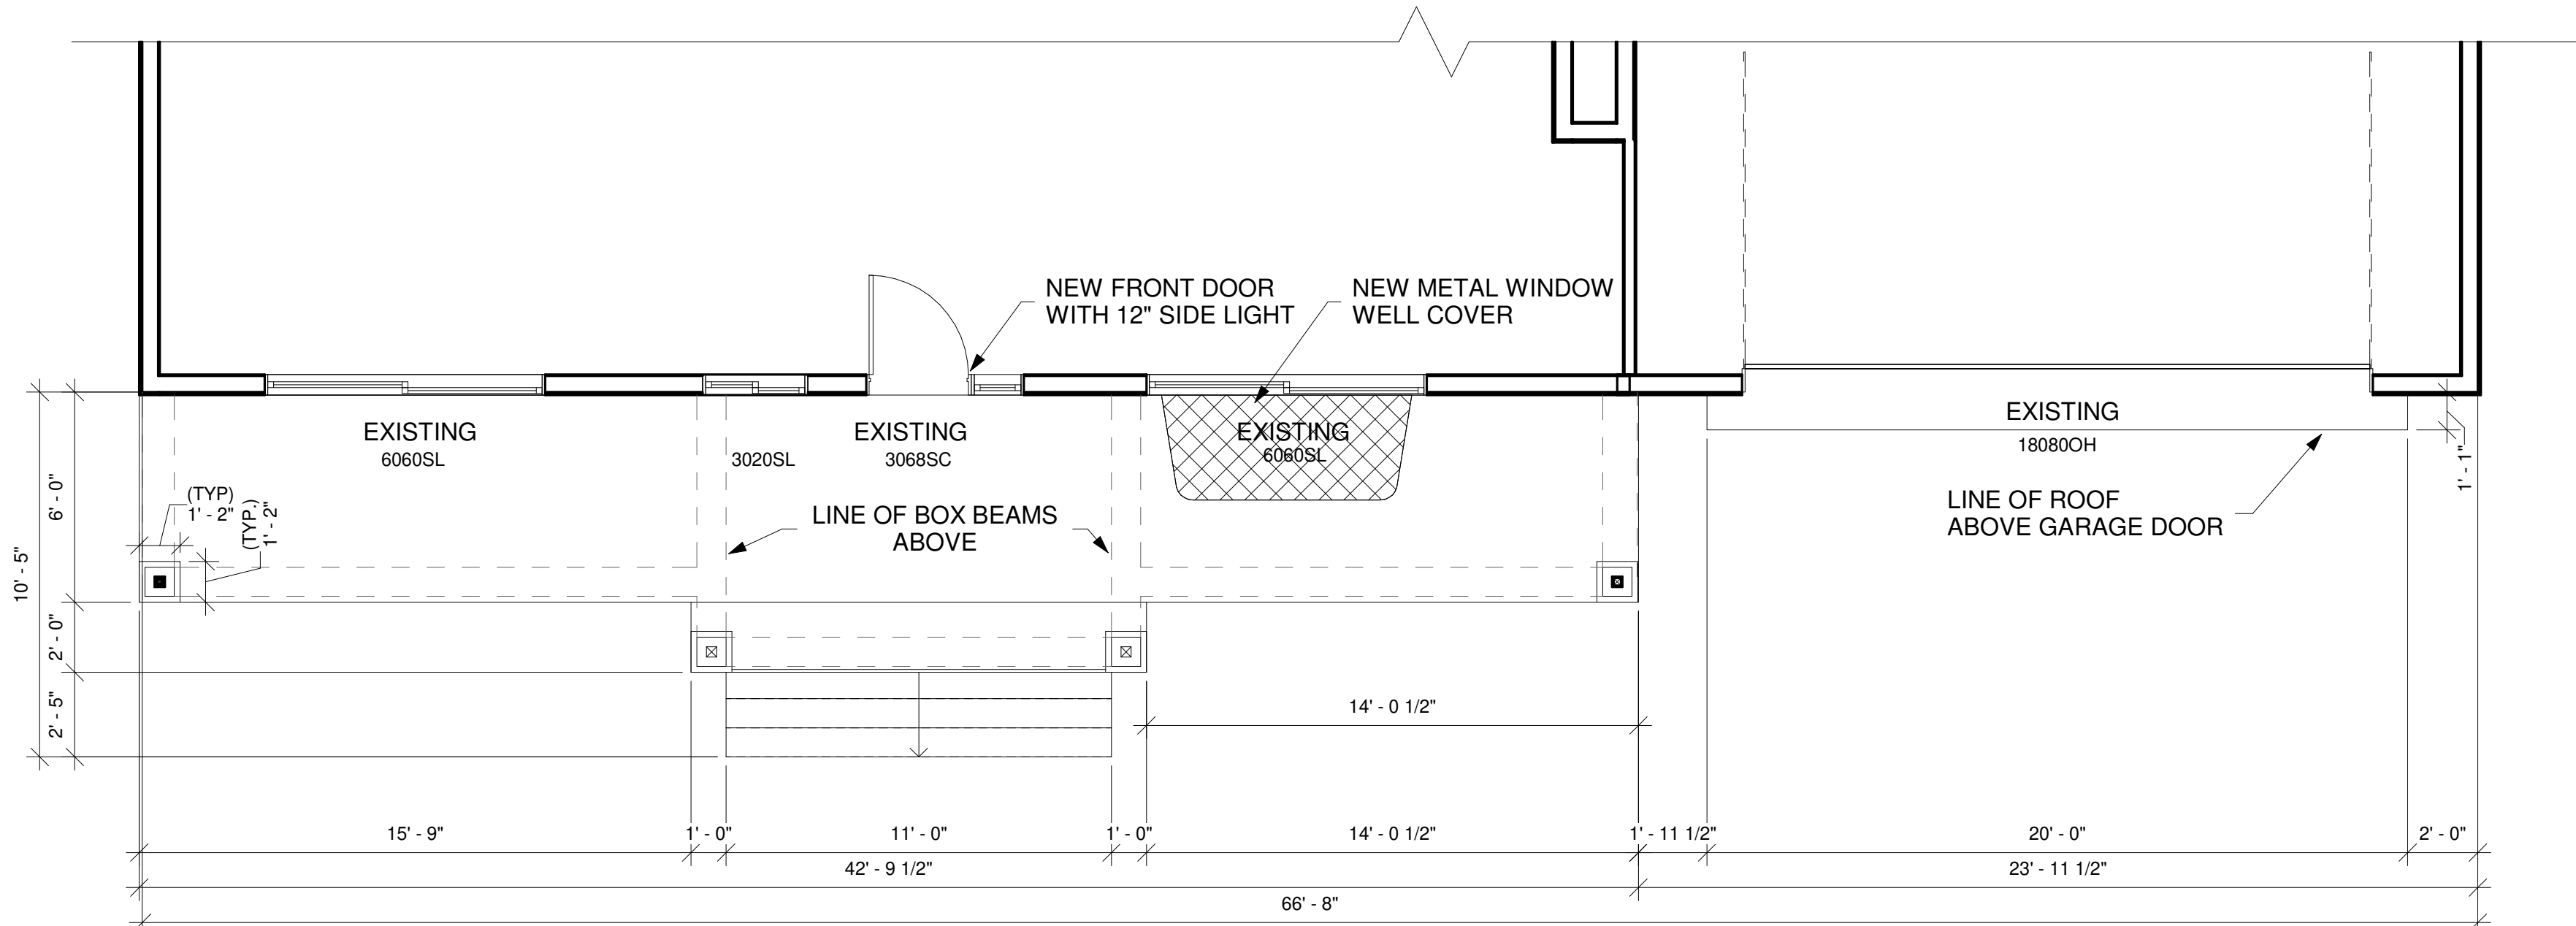 NEW FRONT DOOR
WITH 12" SIDE LIGHT
NEW METAL WINDOW
WELL COVER
EXISTING
6060SL
3020SL
EXISTING
3068SC
EXISTING
6060SL
EXISTING
18080OH
LINE OF ROOF
ABOVE GARAGE DOOR
1' - 1"
LINE OF BOX BEAMS
ABOVE
(TYP)
1' - 2"
(TYP.)
1' - 2"
6' - 0"
10' - 5"
2' - 0"
2' - 5"
14' - 0 1/2"
15' - 9"
1' - 0"
11' - 0"
1' - 0"
14' - 0 1/2"
1' - 11 1/2"
20' - 0"
2' - 0"
42' - 9 1/2"
23' - 11 1/2"
66' - 8"